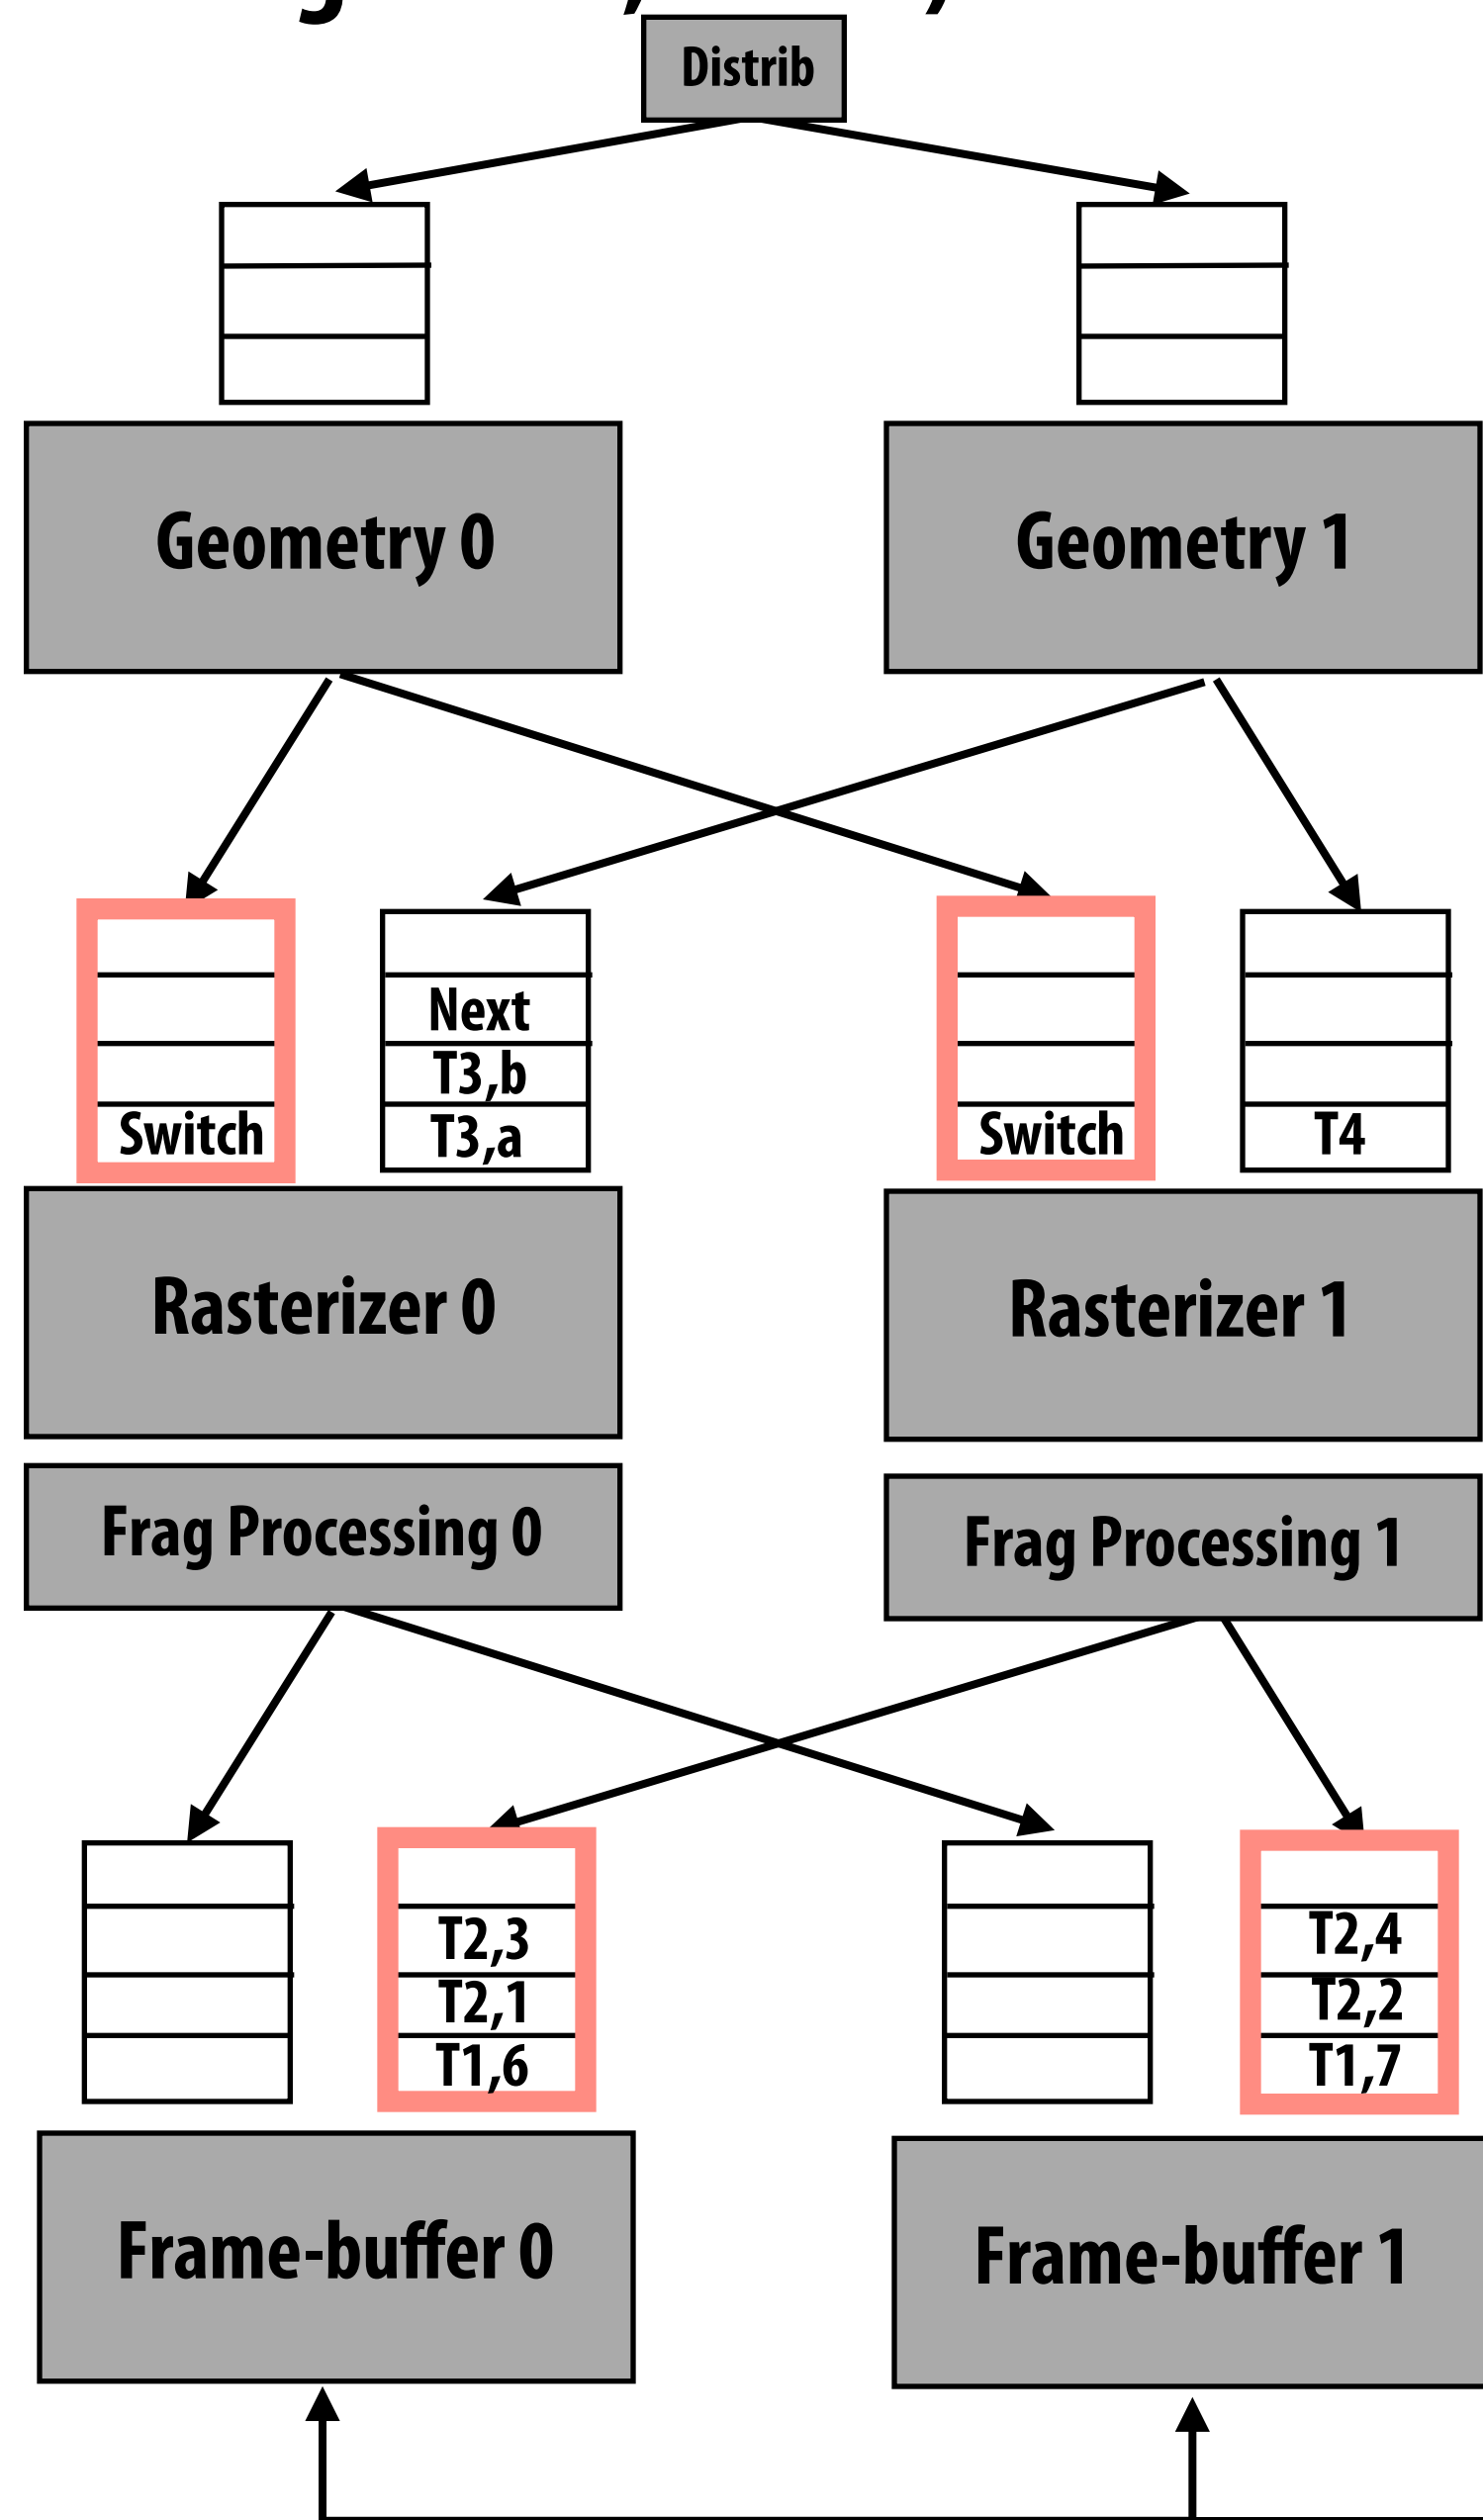 Distrib
Geometry 0
Geometry 1
Next
T3,b
Switch
T3,a
Switch
T4
Rasterizer 0
Rasterizer 1
Frag Processing 0
Frag Processing 1
T2,3
T2,4
T2,1
T2,2
T1,6
T1,7
Frame-buffer 0
Frame-buffer 1